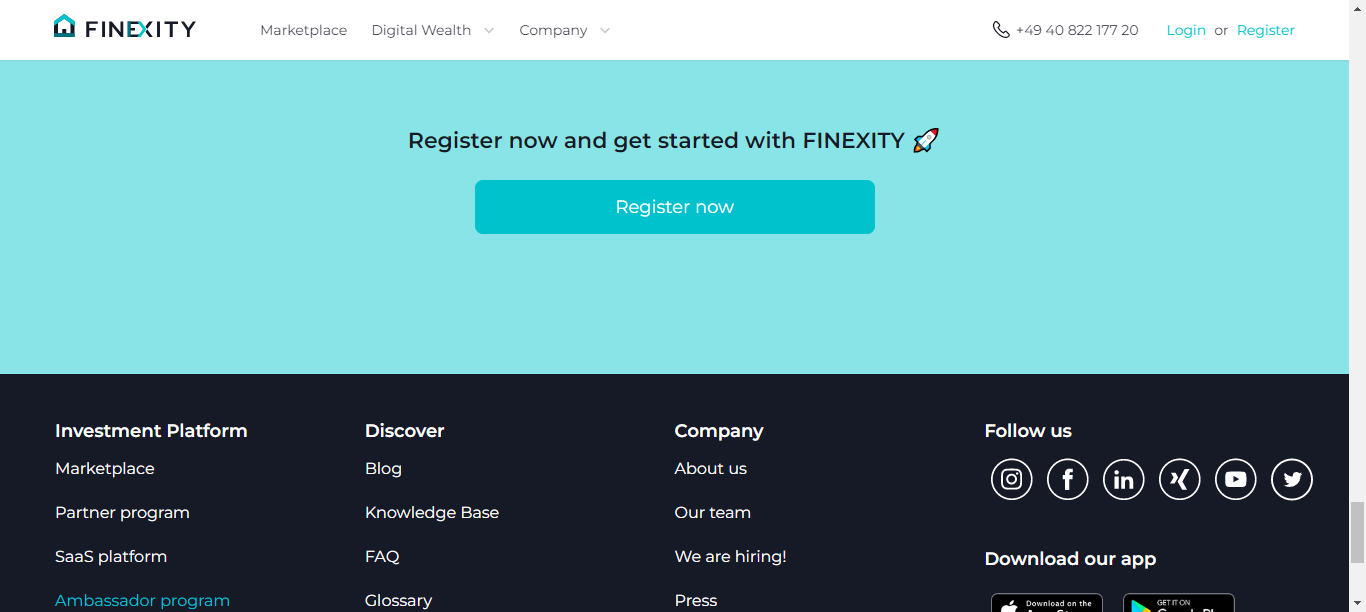 FINEXITY
Marketplace
Digital Wealth
Company
+49 40 822 177 20
Login or Register
Register now and get started with FINEXITY 🚀
Register now
Investment Platform
Marketplace
Partner program
SaaS platform
Ambassador program
Discover
Blog
Knowledge Base
FAQ
Glossary
Company
About us
Our team
We are hiring!
Press
Follow us
Download our app
Download on the
GET IT ON